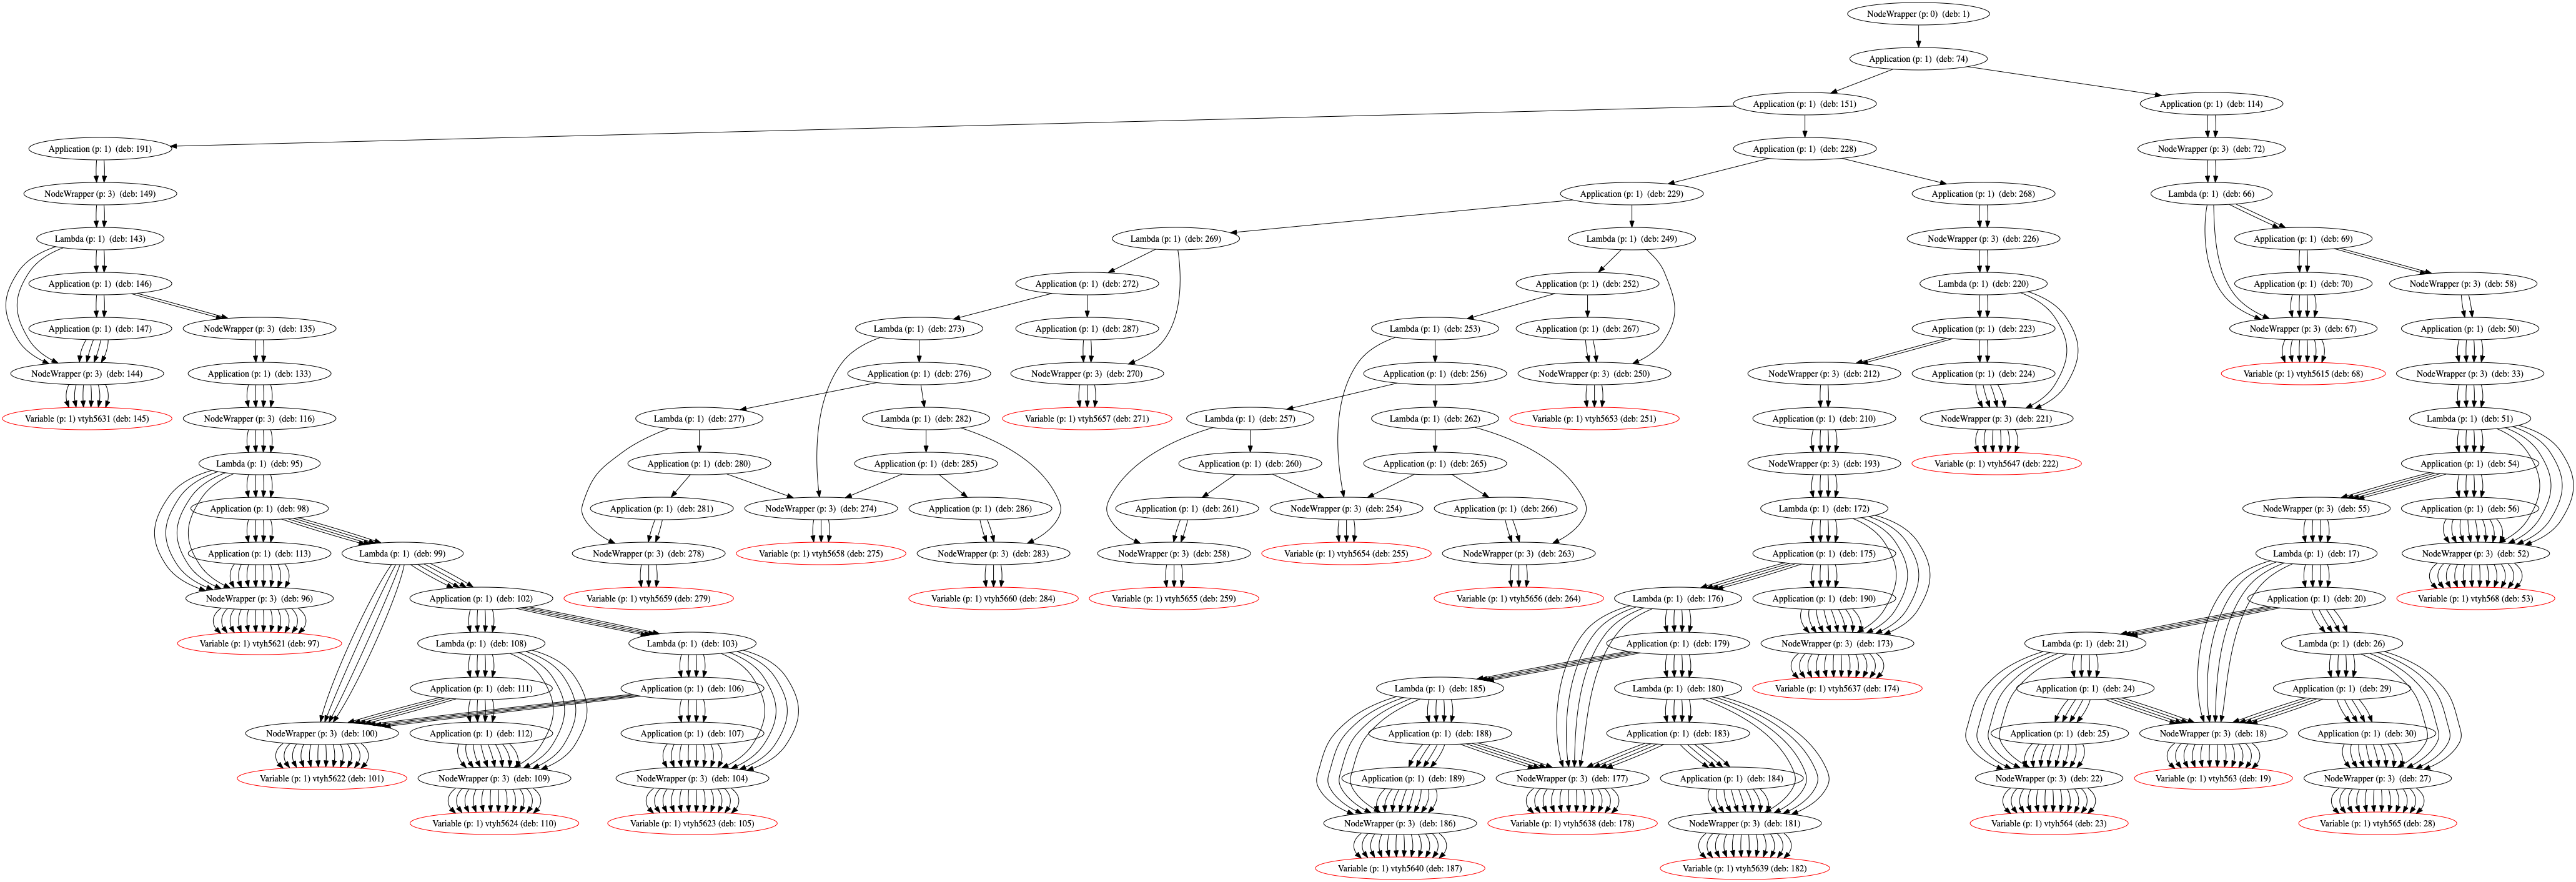 NodeWrapper (p: 0) (deb: 1)
Application (p: 1) (deb: 74)
Application (p: 1) (deb: 151)
Application (p: 1) (deb: 114)
Application (p: 1) (deb: 191)
Application (p: 1) (deb: 228)
NodeWrapper (p: 3) (deb: 72)
NodeWrapper (p: 3) (deb: 149)
Application (p: 1) (deb: 229)
Application (p: 1) (deb: 268)
Lambda (p: 1) (deb: 66)
Lambda (p: 1) (deb: 143)
Lambda (p: 1) (deb: 269)
Lambda (p: 1) (deb: 249)
NodeWrapper (p: 3) (deb: 226)
Application (p: 1) (deb: 69)
Application (p: 1) (deb: 146)
Application (p: 1) (deb: 272)
Application (p: 1) (deb: 252)
Lambda (p: 1) (deb: 220)
Application (p: 1) (deb: 70)
NodeWrapper (p: 3) (deb: 58)
Application (p: 1) (deb: 147)
NodeWrapper (p: 3) (deb: 135)
Lambda (p: 1) (deb: 273)
Application (p: 1) (deb: 287)
Lambda (p: 1) (deb: 253)
Application (p: 1) (deb: 267)
Application (p: 1) (deb: 223)
NodeWrapper (p: 3) (deb: 67)
Application (p: 1) (deb: 50)
NodeWrapper (p: 3) (deb: 144)
Application (p: 1) (deb: 133)
Application (p: 1) (deb: 276)
NodeWrapper (p: 3) (deb: 270)
Application (p: 1) (deb: 256)
NodeWrapper (p: 3) (deb: 250)
NodeWrapper (p: 3) (deb: 212)
Application (p: 1) (deb: 224)
Variable (p: 1) vtyh5615 (deb: 68)
NodeWrapper (p: 3) (deb: 33)
Variable (p: 1) vtyh5631 (deb: 145)
NodeWrapper (p: 3) (deb: 116)
Lambda (p: 1) (deb: 277)
Lambda (p: 1) (deb: 282)
Variable (p: 1) vtyh5657 (deb: 271)
Lambda (p: 1) (deb: 257)
Lambda (p: 1) (deb: 262)
Variable (p: 1) vtyh5653 (deb: 251)
Application (p: 1) (deb: 210)
NodeWrapper (p: 3) (deb: 221)
Lambda (p: 1) (deb: 51)
Lambda (p: 1) (deb: 95)
Application (p: 1) (deb: 280)
Application (p: 1) (deb: 285)
Application (p: 1) (deb: 260)
Application (p: 1) (deb: 265)
NodeWrapper (p: 3) (deb: 193)
Variable (p: 1) vtyh5647 (deb: 222)
Application (p: 1) (deb: 54)
Application (p: 1) (deb: 98)
Application (p: 1) (deb: 281)
NodeWrapper (p: 3) (deb: 274)
Application (p: 1) (deb: 286)
Application (p: 1) (deb: 261)
NodeWrapper (p: 3) (deb: 254)
Application (p: 1) (deb: 266)
Lambda (p: 1) (deb: 172)
NodeWrapper (p: 3) (deb: 55)
Application (p: 1) (deb: 56)
Application (p: 1) (deb: 113)
Lambda (p: 1) (deb: 99)
NodeWrapper (p: 3) (deb: 278)
Variable (p: 1) vtyh5658 (deb: 275)
NodeWrapper (p: 3) (deb: 283)
NodeWrapper (p: 3) (deb: 258)
Variable (p: 1) vtyh5654 (deb: 255)
NodeWrapper (p: 3) (deb: 263)
Application (p: 1) (deb: 175)
Lambda (p: 1) (deb: 17)
NodeWrapper (p: 3) (deb: 52)
NodeWrapper (p: 3) (deb: 96)
Application (p: 1) (deb: 102)
Variable (p: 1) vtyh5659 (deb: 279)
Variable (p: 1) vtyh5660 (deb: 284)
Variable (p: 1) vtyh5655 (deb: 259)
Variable (p: 1) vtyh5656 (deb: 264)
Lambda (p: 1) (deb: 176)
Application (p: 1) (deb: 190)
Application (p: 1) (deb: 20)
Variable (p: 1) vtyh568 (deb: 53)
Variable (p: 1) vtyh5621 (deb: 97)
Lambda (p: 1) (deb: 108)
Lambda (p: 1) (deb: 103)
Application (p: 1) (deb: 179)
NodeWrapper (p: 3) (deb: 173)
Lambda (p: 1) (deb: 21)
Lambda (p: 1) (deb: 26)
Application (p: 1) (deb: 111)
Application (p: 1) (deb: 106)
Lambda (p: 1) (deb: 185)
Lambda (p: 1) (deb: 180)
Variable (p: 1) vtyh5637 (deb: 174)
Application (p: 1) (deb: 24)
Application (p: 1) (deb: 29)
NodeWrapper (p: 3) (deb: 100)
Application (p: 1) (deb: 112)
Application (p: 1) (deb: 107)
Application (p: 1) (deb: 188)
Application (p: 1) (deb: 183)
Application (p: 1) (deb: 25)
NodeWrapper (p: 3) (deb: 18)
Application (p: 1) (deb: 30)
Variable (p: 1) vtyh5622 (deb: 101)
NodeWrapper (p: 3) (deb: 109)
NodeWrapper (p: 3) (deb: 104)
Application (p: 1) (deb: 189)
NodeWrapper (p: 3) (deb: 177)
Application (p: 1) (deb: 184)
NodeWrapper (p: 3) (deb: 22)
Variable (p: 1) vtyh563 (deb: 19)
NodeWrapper (p: 3) (deb: 27)
Variable (p: 1) vtyh5624 (deb: 110)
Variable (p: 1) vtyh5623 (deb: 105)
NodeWrapper (p: 3) (deb: 186)
Variable (p: 1) vtyh5638 (deb: 178)
NodeWrapper (p: 3) (deb: 181)
Variable (p: 1) vtyh564 (deb: 23)
Variable (p: 1) vtyh565 (deb: 28)
Variable (p: 1) vtyh5640 (deb: 187)
Variable (p: 1) vtyh5639 (deb: 182)